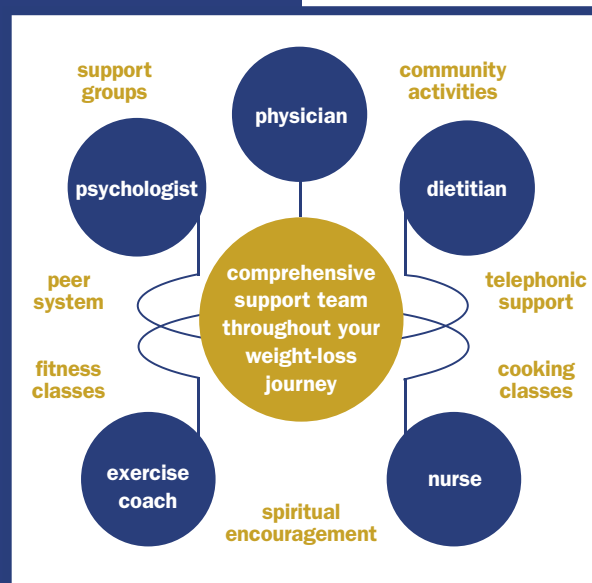 support
groups
physician
community
activities
psychologist
dietitian
peer
system
comprehensive
support team
throughout your
weight-loss
journey
telephonic
support
fitness
classes
cooking
classes
exercise
coach
nurse
spiritual
encouragement